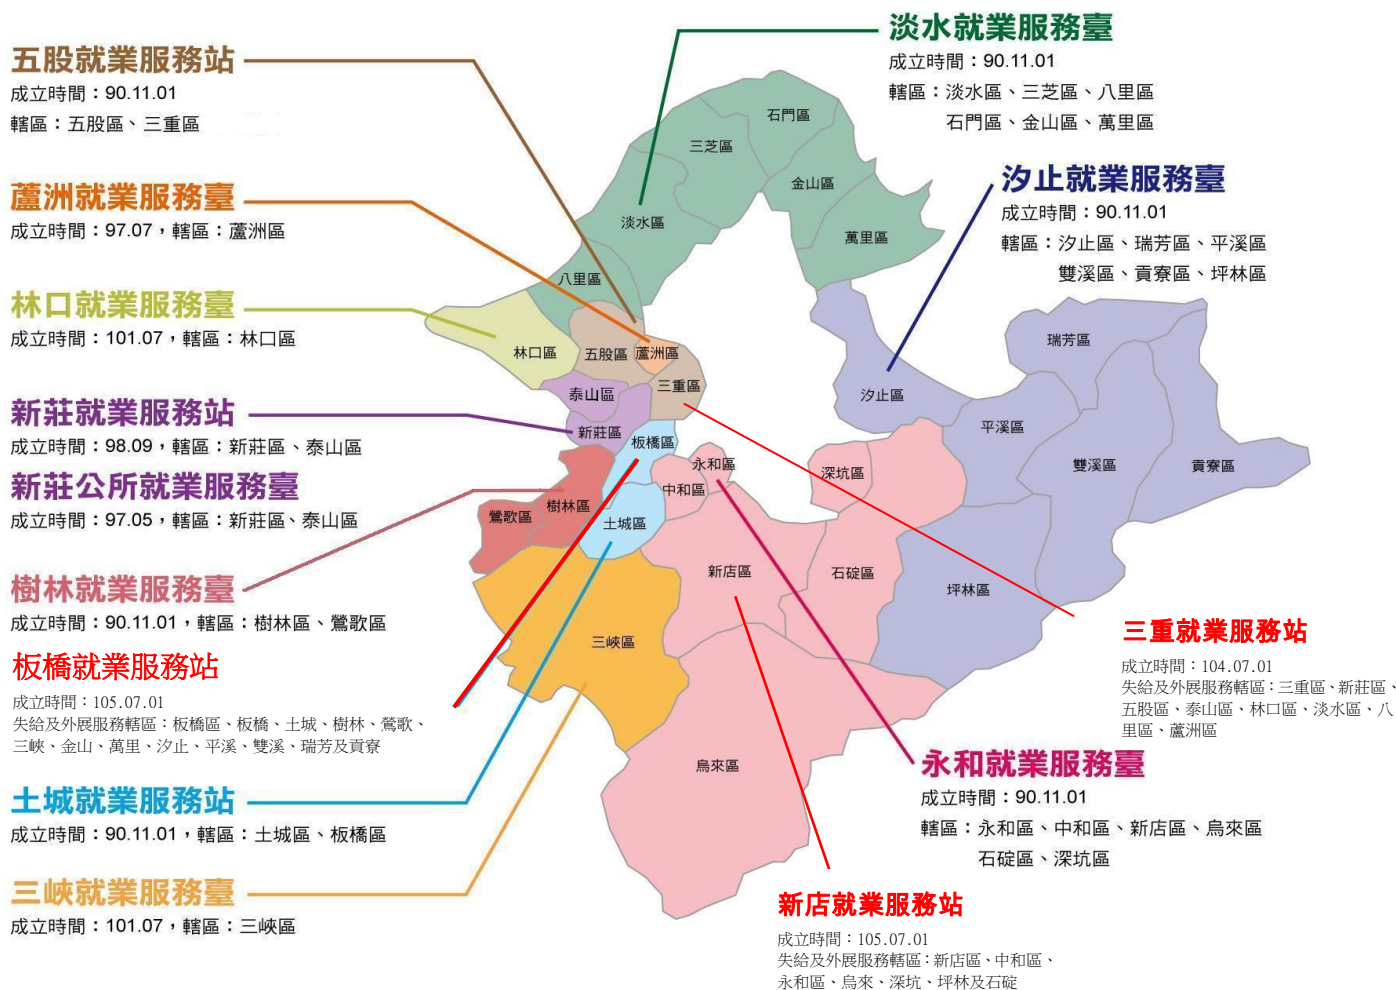 五股就業服務站
成立時間：90.11.01
轄區：五股區、三重區
蘆洲就業服務臺
成立時間：97.07，轄區：蘆洲區
林口就業服務臺
成立時間：101.07，轄區：林口區
新莊就業服務站
成立時間：98.09，轄區：新莊區、泰山區
新莊公所就業服務臺
成立時間：97.05，轄區：新莊區、泰山區
樹林就業服務臺
成立時間：90.11.01，轄區：樹林區、鶯歌區
板橋就業服務站
成立時間：105.07.01
失給及外展服務轄區：板橋區、板橋、土城、樹林、鶯歌、
三峽、金山、萬里、汐止、平溪、雙溪、瑞芳及貢寮
土城就業服務站
成立時間：90.11.01，轄區：土城區、板橋區
三峽就業服務臺
成立時間：101.07，轄區：三峽區
淡水就業服務臺
成立時間：90.11.01
轄區：淡水區、三芝區、八里區
石門區、金山區、萬里區
汐止就業服務臺
成立時間：90.11.01
轄區：汐止區、瑞芳區、平溪區
雙溪區、貢寮區、坪林區
石門區
三芝區
金山區
淡水區
萬里區
八里區
林口區
五股區
蘆洲區
三重區
泰山區
新莊區
板橋區
永和區
中和區
樹林區
鶯歌區
土城區
三峽區
新店區
烏來區
深坑區
石碇區
汐止區
瑞芳區
平溪區
雙溪區
貢寮區
坪林區
三重就業服務站
成立時間：104.07.01
失給及外展服務轄區：三重區、新莊區、
五股區、泰山區、林口區、淡水區、八
里區、蘆洲區
永和就業服務臺
成立時間：90.11.01
轄區：永和區、中和區、新店區、烏來區
石碇區、深坑區
新店就業服務站
成立時間：105.07.01
失給及外展服務轄區：新店區、中和區、
永和區、烏來、深坑、坪林及石碇